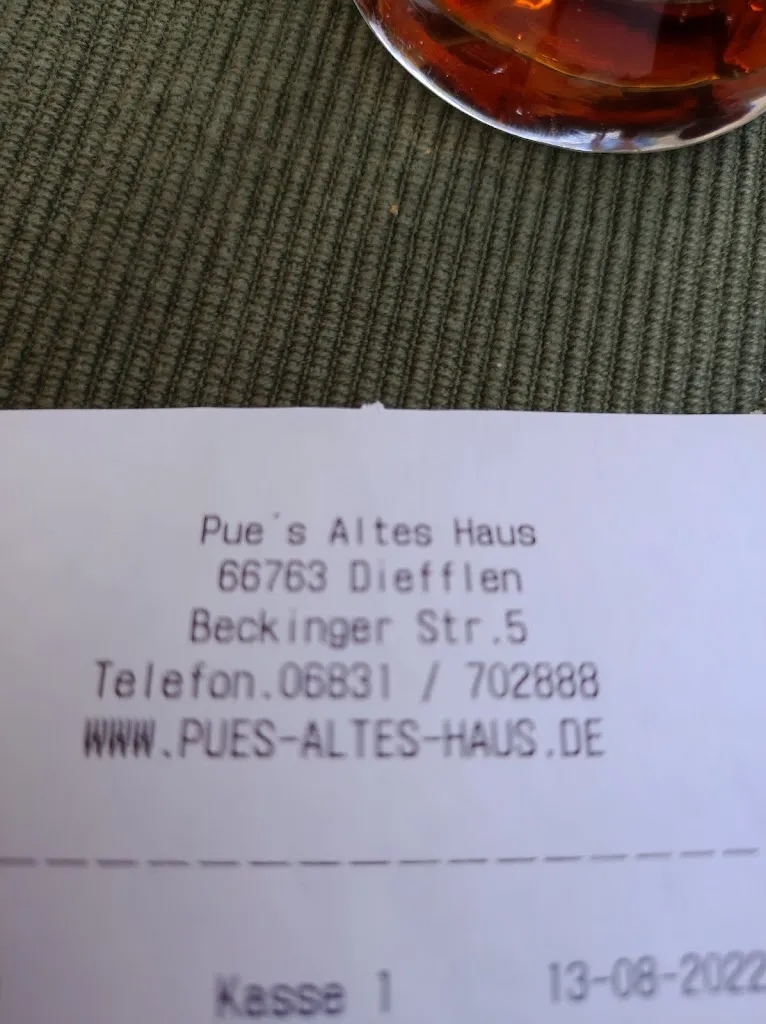 Pue´s Altes Haus
66763 Diefflen
Beckinger Str.5
Telefon.06831 / 702888
WWW.PUES-ALTES-HAUS.DE
Kasse 1 13-08-2022